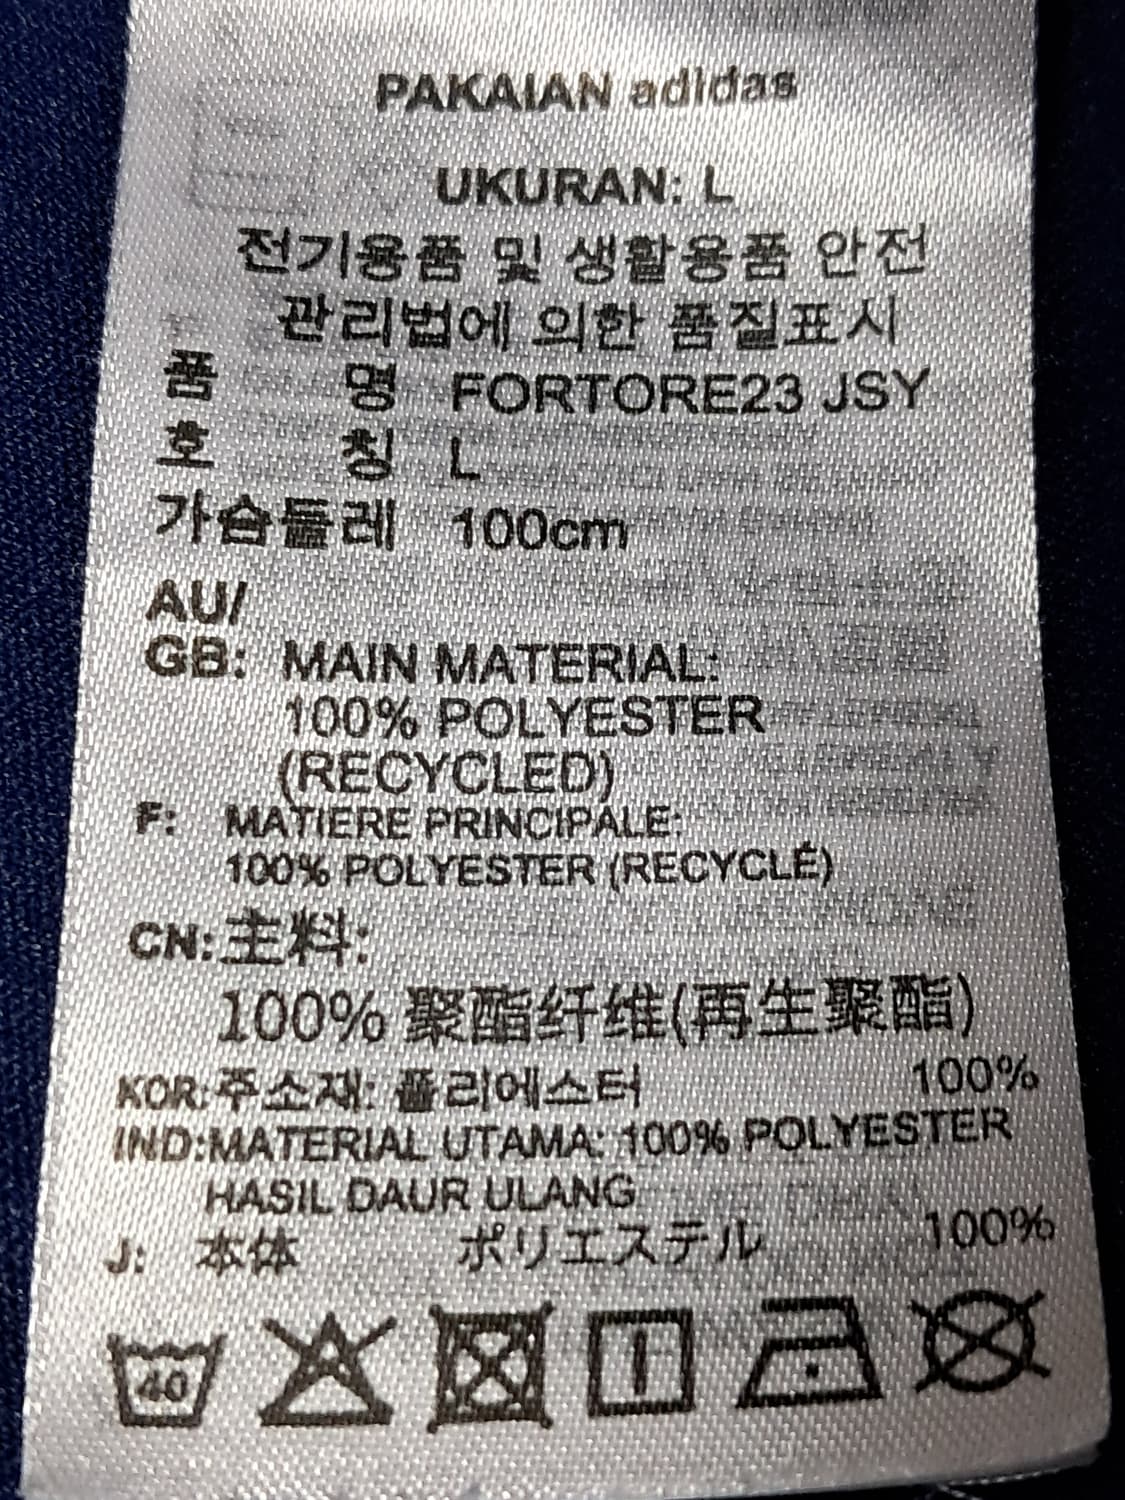 PAKAIAN adidas
UKURAN: L
전기용품 및 생활용품 안전
관리법에 의한 품질표시
품 명 FORTORE23 JSY
호 칭 L
가슴둘레 100cm
AU/
GB: MAIN MATERIAL:
100% POLYESTER
(RECYCLED)
F: MATIERE PRINCIPALE:
100% POLYESTER (RECYCLÉ)
CN:主料:
100% 聚酯纤维(再生聚酯)
KOR:주소재: 폴리에스터 100%
IND:MATERIAL UTAMA: 100% POLYESTER
HASIL DAUR ULANG
J: 本体 ポリエステル 100%
40